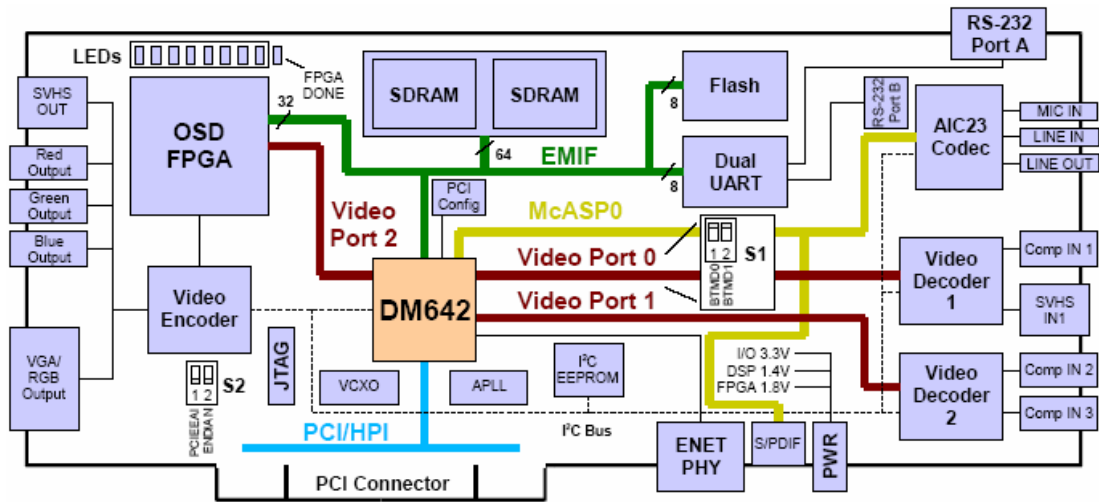 LEDs
FPGA
DONE
RS-232
Port A
SVHS
OUT
32
OSD
FPGA
SDRAM
SDRAM
8
Flash
RS-232
Port B
AIC23
Codec
MIC IN
LINE IN
LINE OUT
64
EMIF
Dual
UART
8
Red
Output
Green
Output
Blue
Output
PCI
Config
McASP0
Video
Port 2
Video Port 0
1 2
S1
BTMD0
BTMD1
Video Port 1
DM642
Video
Encoder
Video
Decoder
1
Comp IN 1
SVHS
IN1
VGA/
RGB
Output
1 2
S2
PCIEEAI
ENDIAN
JTAG
VCXO
APLL
I²C
EEPROM
I/O 3.3V
DSP 1.4V
FPGA 1.8V
Video
Decoder
2
Comp IN 2
Comp IN 3
I²C Bus
PCI/HPI
ENET
PHY
S/PDIF
PWR
PCI Connector